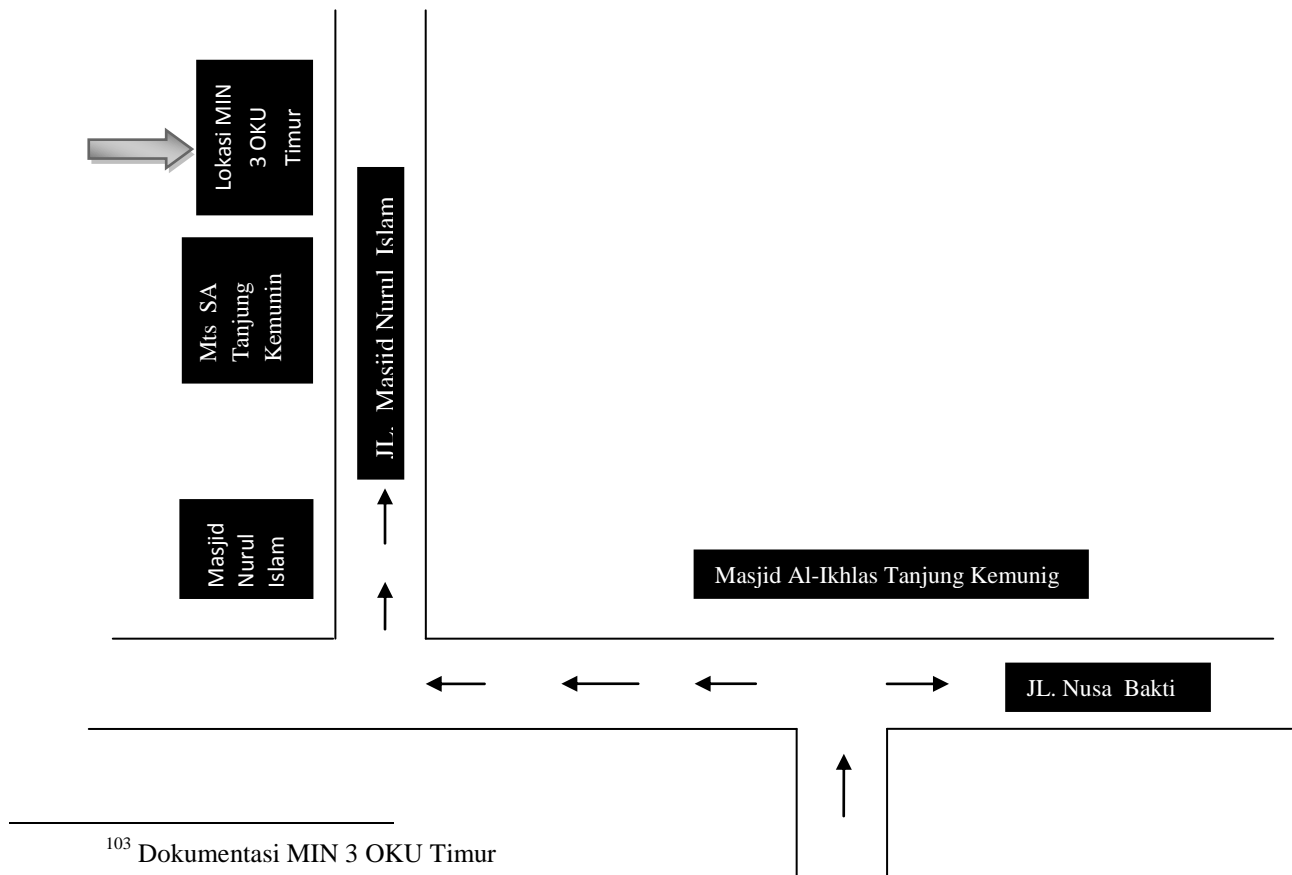 Lokasi MIN
3 OKU
Timur
Mts SA
Tanjung
Kemunin
JL. Masjid Nurul Islam
Masjid
Nurul
Islam
Masjid Al-Ikhlas Tanjung Kemunig
JL. Nusa Bakti
103 Dokumentasi MIN 3 OKU Timur